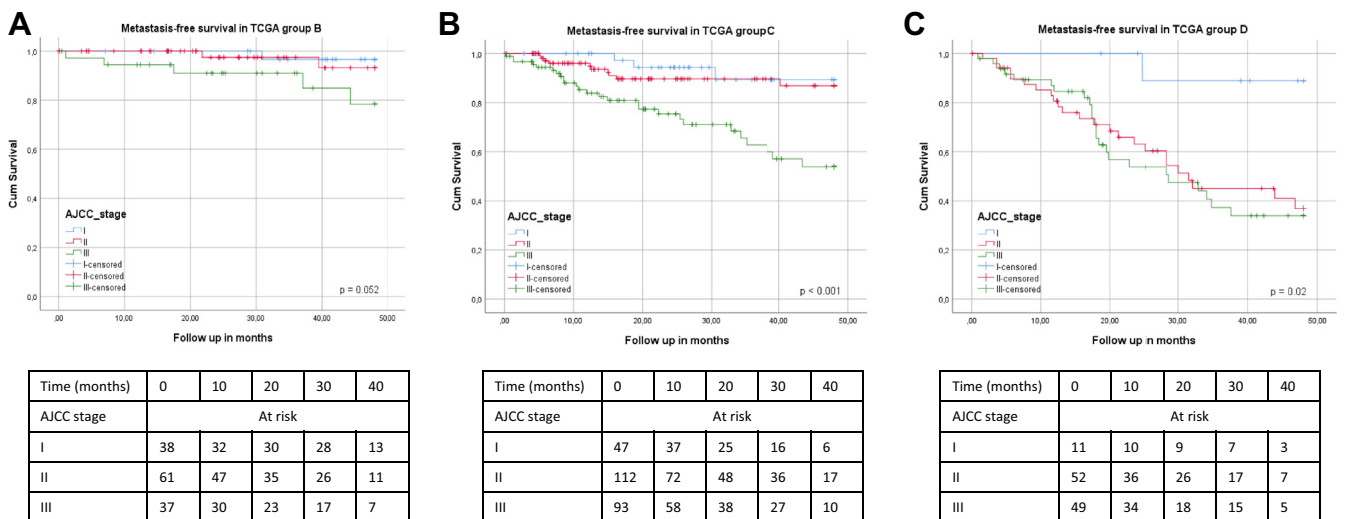 A
Metastasis-free survival in TCGA group B
Cum Survival
1,0
0,8
0,6
0,4
0,2
0,0
AJCC_stage
I
II
III
I-censored
II-censored
III-censored
p = 0.052
,00 10,00 20,00 30,00 40,00 50,00
Follow up in months
Time (months) 0 10 20 30 40
AJCC stage At risk
I 38 32 30 28 13
II 61 47 35 26 11
III 37 30 23 17 7
B
Metastasis-free survival in TCGA group C
Cum Survival
1,0
0,8
0,6
0,4
0,2
0,0
AJCC_stage
I
II
III
I-censored
II-censored
III-censored
p < 0.001
,00 10,00 20,00 30,00 40,00 50,00
Follow up in months
Time (months) 0 10 20 30 40
AJCC stage At risk
I 47 37 25 16 6
II 112 72 48 36 17
III 93 58 38 27 10
C
Metastasis-free survival in TCGA group D
Cum Survival
1,0
0,8
0,6
0,4
0,2
0,0
AJCC_stage
I
II
III
I-censored
II-censored
III-censored
p = 0.02
,00 10,00 20,00 30,00 40,00 50,00
Follow up in months
Time (months) 0 10 20 30 40
AJCC stage At risk
I 11 10 9 7 3
II 52 36 26 17 7
III 49 34 18 15 5